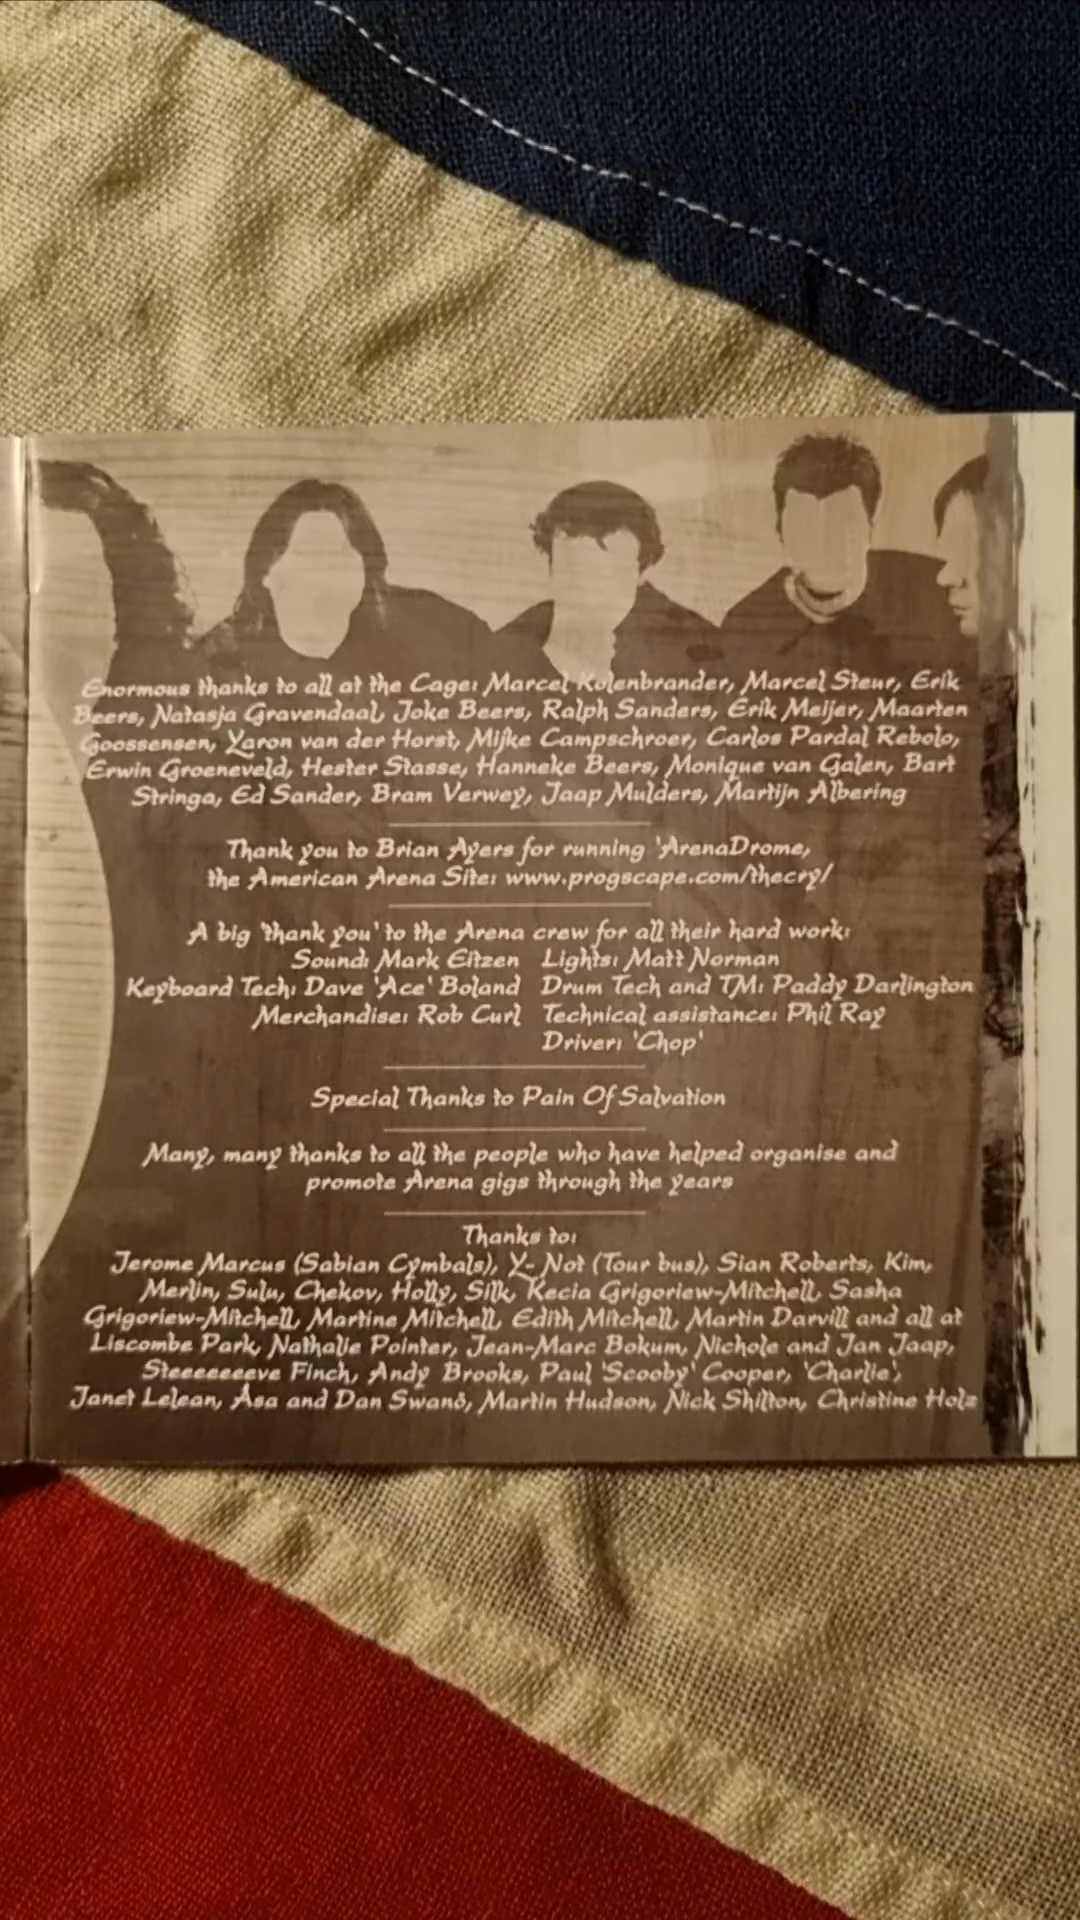 Enormous thanks to all at the Cage: Marcel Kolenbrander, Marcel Steur, Erik
Beers, Natasja Gravendaal, Joke Beers, Ralph Sanders, Erik Meijer, Maarten
Goossensen, Yaron van der Horst, Mijke Campschroer, Carlos Pardal Rebolo,
Erwin Groeneveld, Hester Stasse, Hanneke Beers, Monique van Galen, Bart
Stringa, Ed Sander, Bram Verwey, Jaap Mulders, Martijn Albering
Thank you to Brian Ayers for running 'ArenaDrome,
the American Arena Site: www.progscape.com/thecry/
A big 'thank you' to the Arena crew for all their hard work:
Sound: Mark Eitzen Lights: Matt Norman
Keyboard Tech: Dave 'Ace' Boland Drum Tech and TM: Paddy Darlington
Merchandise: Rob Curl Technical assistance: Phil Ray
Driver: 'Chop'
Special Thanks to Pain Of Salvation
Many, many thanks to all the people who have helped organise and
promote Arena gigs through the years
Thanks to:
Jerome Marcus (Sabian Cymbals), Y-Not (Tour bus), Sian Roberts, Kim,
Merlin, Sulu, Chekov, Holly, Silk, Kecia Grigoriew-Mitchell, Sasha
Grigoriew-Mitchell, Martine Mitchell, Edith Mitchell, Martin Darvill and all at
Liscombe Park, Nathalie Pointer, Jean-Marc Bokum, Nichole and Jan Jaap,
Steeeeeeeve Finch, Andy Brooks, Paul 'Scooby' Cooper, 'Charlie',
Janet Lelean, Åsa and Dan Swanö, Martin Hudson, Nick Shilton, Christine Holz